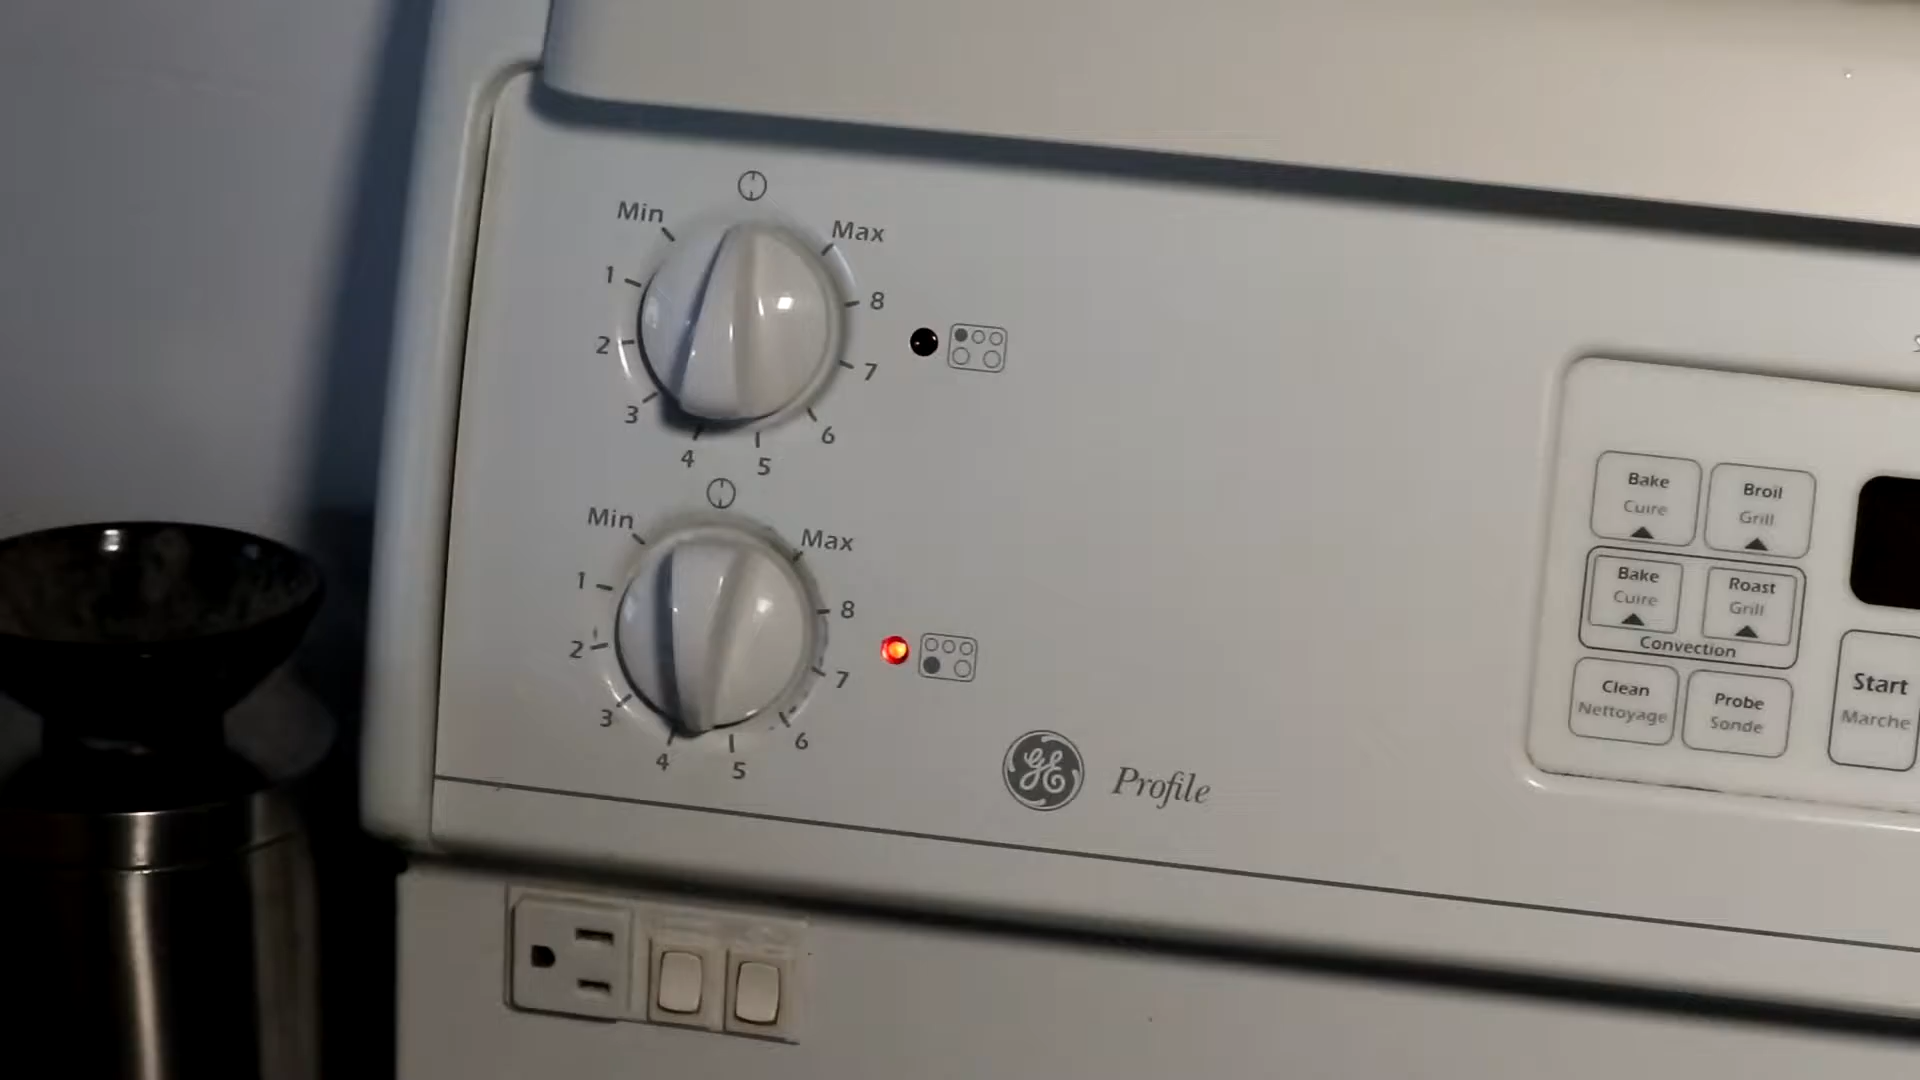 Min
Max
1
8
2
7
3
6
4
5
Min
Max
1
8
2
7
3
6
4
5
GE Profile
Bake
Cuire
Broil
Grill
Bake
Cuire
Roast
Grill
Convection
Clean
Nettoyage
Probe
Sonde
Start
Marche